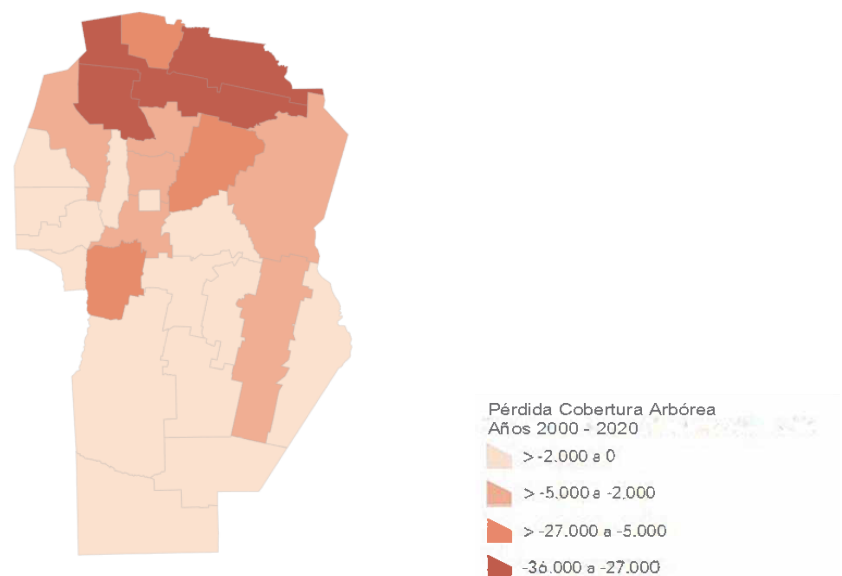 Pérdida Cobertura Arbórea
Años 2000 - 2020
> -2.000 a 0
> -5.000 a -2.000
> -27.000 a -5.000
-36.000 a -27.000